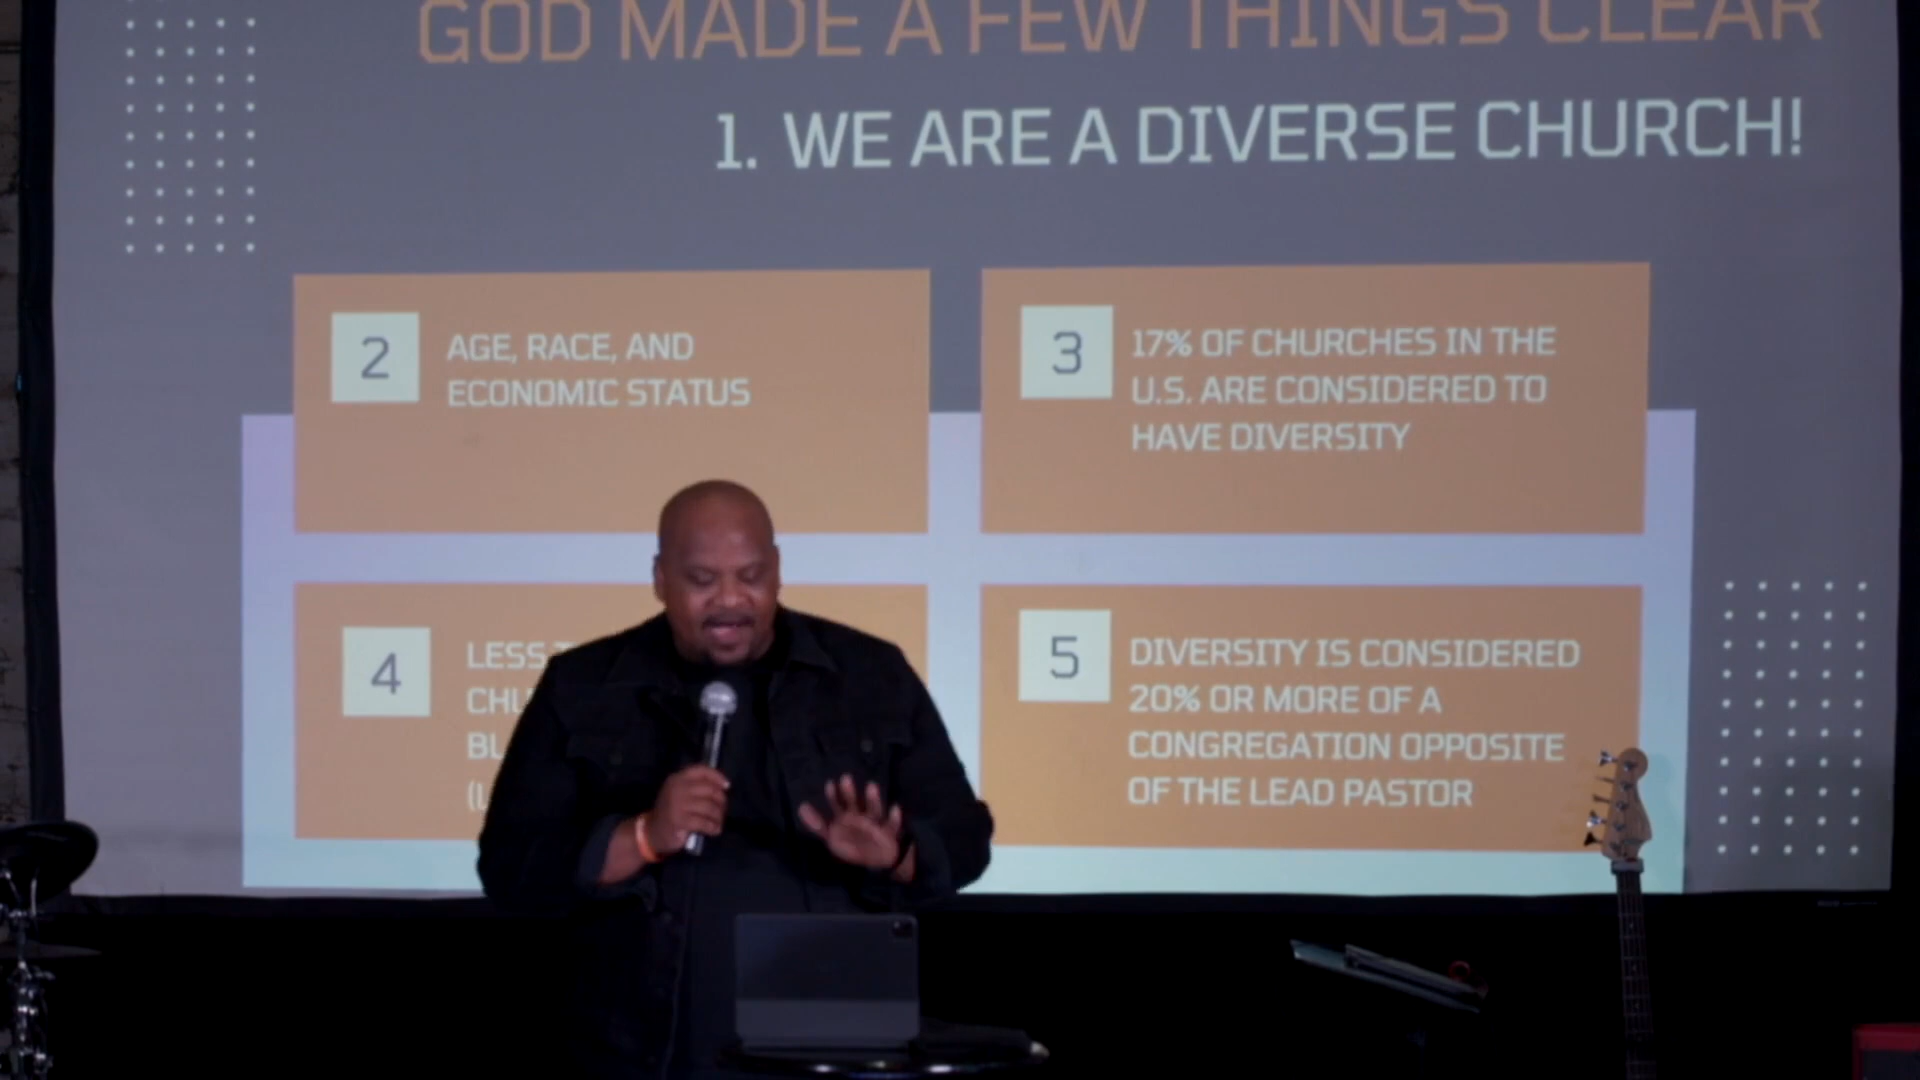 GOD MADE A FEW THINGS CLEAR
1. WE ARE A DIVERSE CHURCH!
2
AGE, RACE, AND
ECONOMIC STATUS
3
17% OF CHURCHES IN THE
U.S. ARE CONSIDERED TO
HAVE DIVERSITY
4
LESS
5
DIVERSITY IS CONSIDERED
20% OR MORE OF A
CONGREGATION OPPOSITE
OF THE LEAD PASTOR